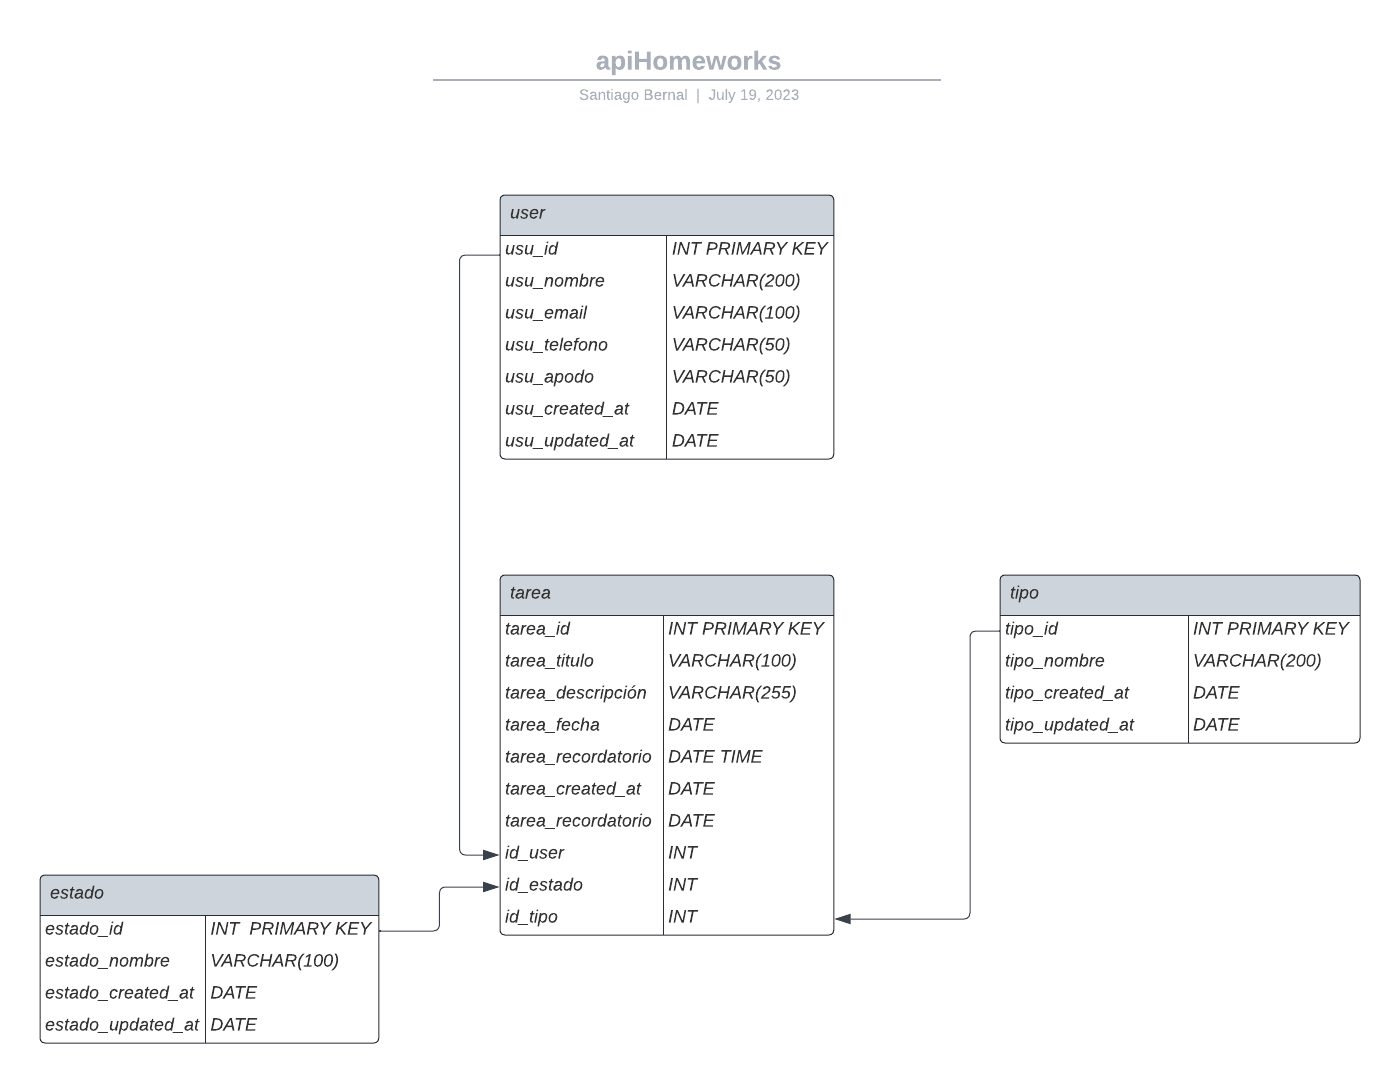 apiHomeworks
Santiago Bernal | July 19, 2023
user
usu_id INT PRIMARY KEY
usu_nombre VARCHAR(200)
usu_email VARCHAR(100)
usu_telefono VARCHAR(50)
usu_apodo VARCHAR(50)
usu_created_at DATE
usu_updated_at DATE
tarea
tarea_id INT PRIMARY KEY
tarea_titulo VARCHAR(100)
tarea_descripción VARCHAR(255)
tarea_fecha DATE
tarea_recordatorio DATE TIME
tarea_created_at DATE
tarea_recordatorio DATE
id_user INT
id_estado INT
id_tipo INT
tipo
tipo_id INT PRIMARY KEY
tipo_nombre VARCHAR(200)
tipo_created_at DATE
tipo_updated_at DATE
estado
estado_id INT PRIMARY KEY
estado_nombre VARCHAR(100)
estado_created_at DATE
estado_updated_at DATE